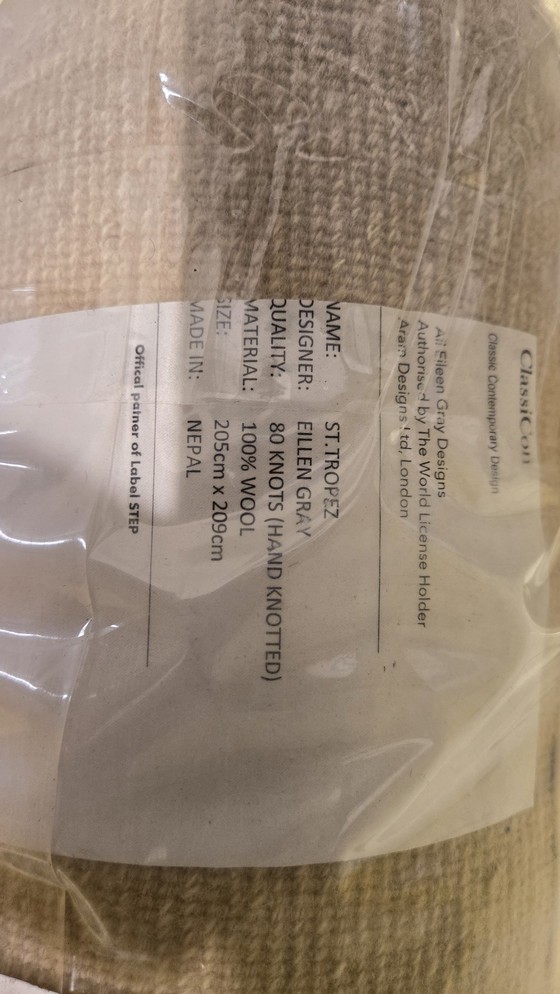 ClassiCon
Classic Contemporary Design
All Eileen Gray Designs
Authorised by The World License Holder
Aram Designs Ltd, London
NAME: ST.TROPEZ
DESIGNER: EILLEN GRAY
QUALITY: 80 KNOTS (HAND KNOTTED)
MATERIAL: 100% WOOL
SIZE: 205cm x 209cm
MADE IN: NEPAL
Offical patner of Label STEP